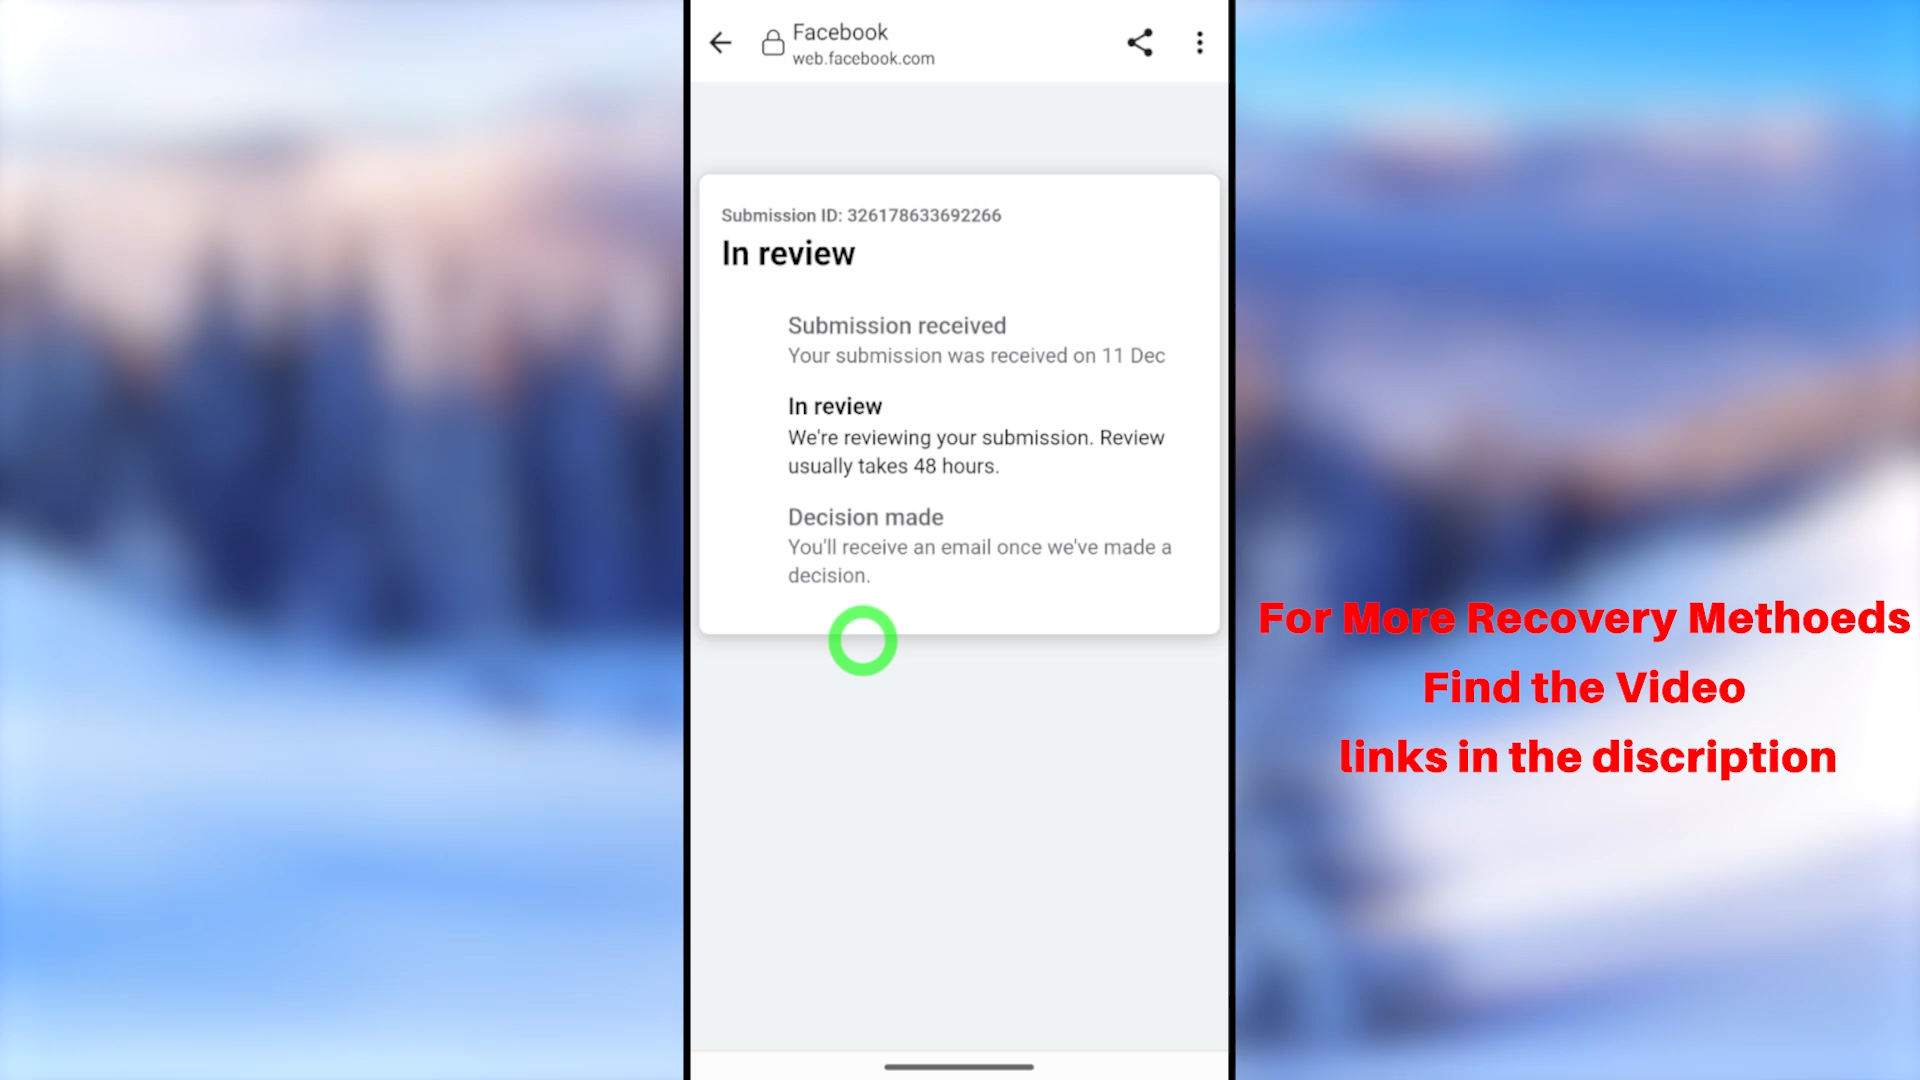 Facebook
web.facebook.com
Submission ID: 326178633692266
In review
Submission received
Your submission was received on 11 Dec
In review
We're reviewing your submission. Review
usually takes 48 hours.
Decision made
You'll receive an email once we've made a
decision.
For More Recovery Methoeds
Find the Video
links in the discription